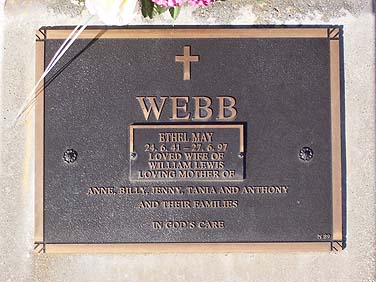 WEBB
ETHEL MAY
24. 6. 41 - 27. 6. 97
LOVED WIFE OF
WILLIAM LEWIS
LOVING MOTHER OF
ANNE, BILLY, JENNY, TANIA AND ANTHONY
AND THEIR FAMILIES
IN GOD'S CARE